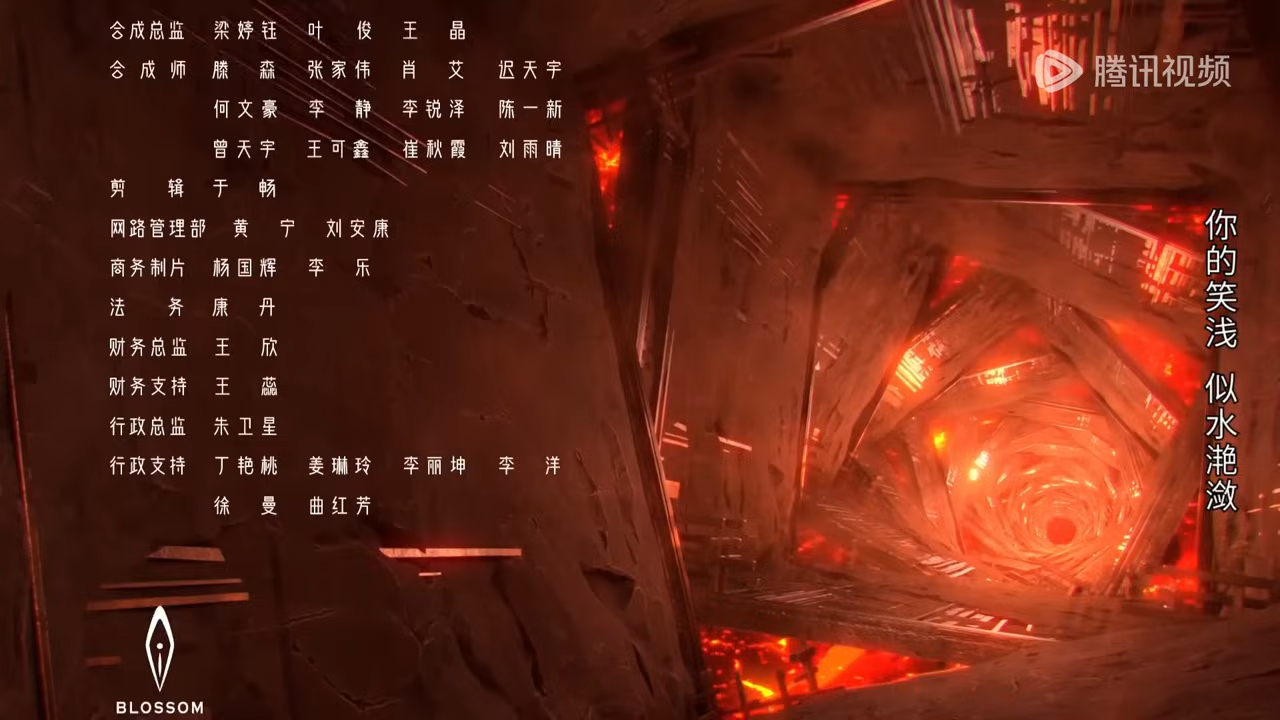 合成总监 梁婷钰 叶俊 王晶
合成师 滕森 张家伟 肖艾 迟天宇
何文豪 李静 李锐泽 陈一新
曾天宇 王可鑫 崔秋霞 刘雨晴
剪辑 于畅
网路管理部 黄宁 刘安康
商务制片 杨国辉 李乐
法务 康丹
财务总监 王欣
财务支持 王蕊
行政总监 朱卫星
行政支持 丁艳桃 姜琳玲 李丽坤 李洋
徐曼 曲红芳
BLOSSOM
腾讯视频
你的笑浅 似水滟潋